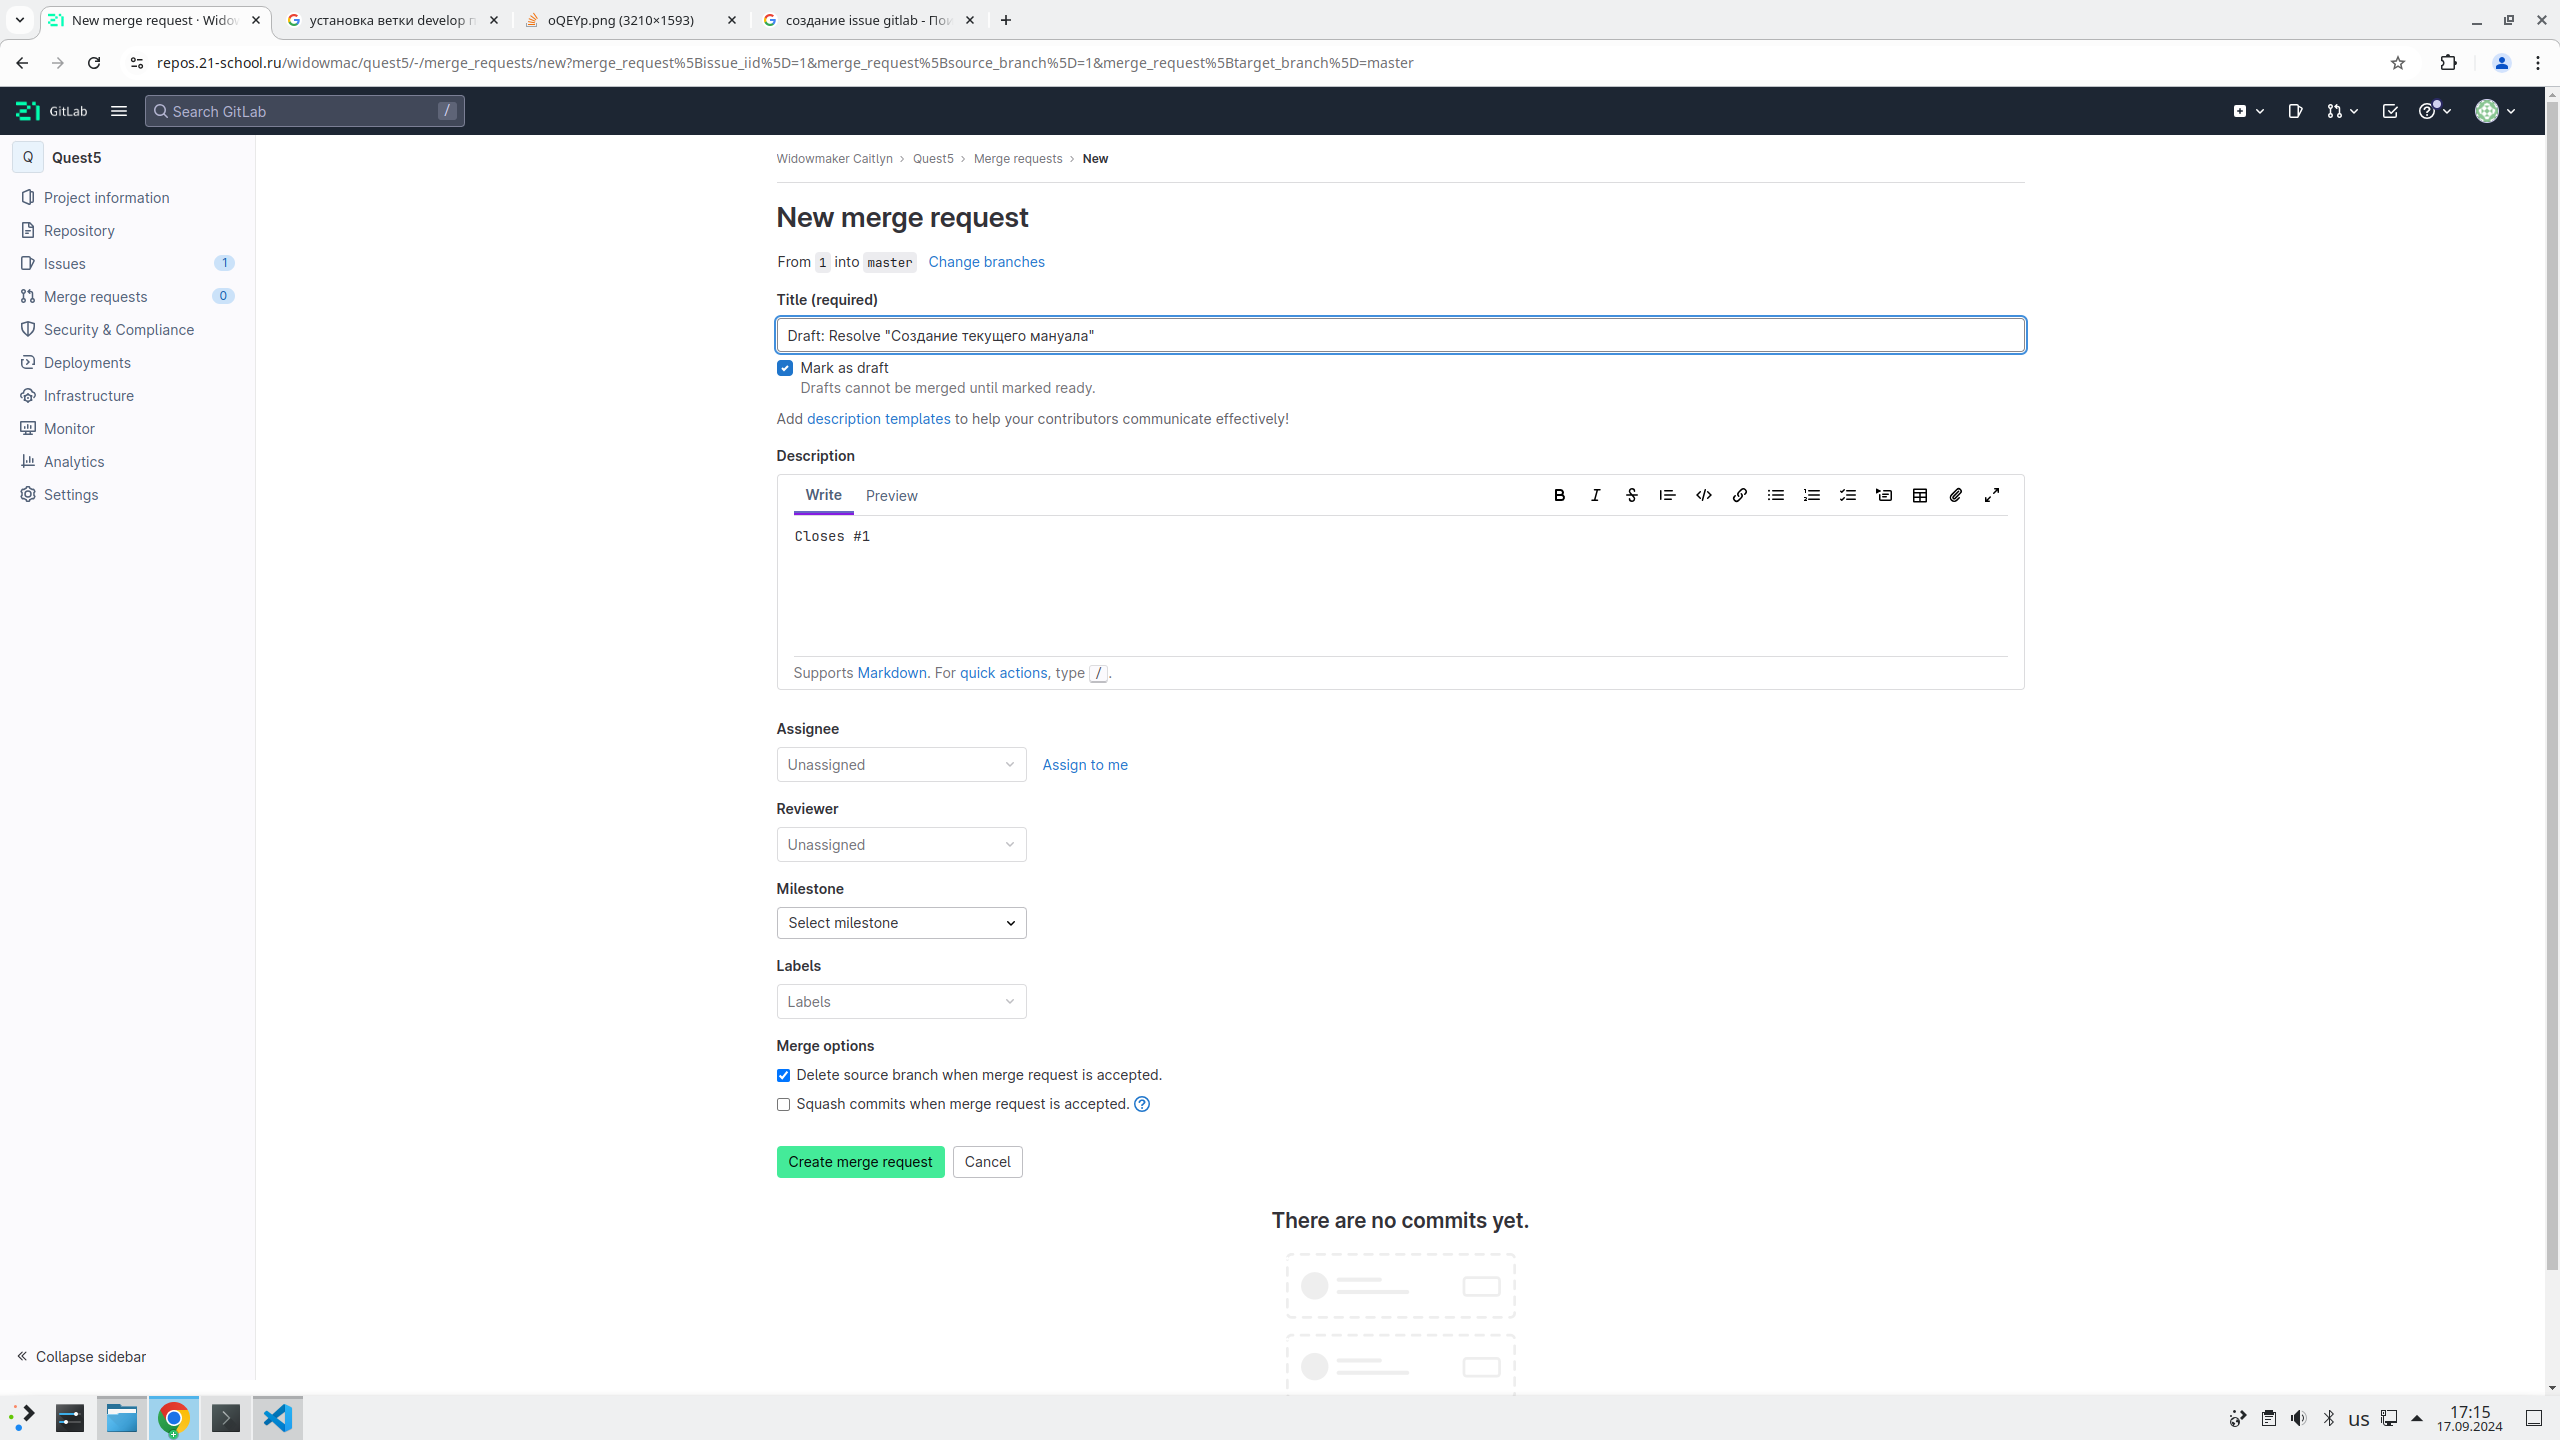 New merge request · Widov
установка ветки develop п
oQEYp.png (3210×1593)
создание issue gitlab - Пои
repos.21-school.ru/widowmac/quest5/-/merge_requests/new?merge_request%5Bissue_iid%5D=1&merge_request%5Bsource_branch%5D=1&merge_request%5Btarget_branch%5D=master
GitLab
Search GitLab
/
Q
Quest5
Project information
Repository
Issues
1
Merge requests
0
Security & Compliance
Deployments
Infrastructure
Monitor
Analytics
Settings
Collapse sidebar
Widowmaker Caitlyn › Quest5 › Merge requests › New
New merge request
From 1 into master Change branches
Title (required)
Draft: Resolve "Создание текущего мануала"
Mark as draft
Drafts cannot be merged until marked ready.
Add description templates to help your contributors communicate effectively!
Description
Write
Preview
Closes #1
Supports Markdown. For quick actions, type /.
Assignee
Unassigned
Assign to me
Reviewer
Unassigned
Milestone
Select milestone
Labels
Labels
Merge options
Delete source branch when merge request is accepted.
Squash commits when merge request is accepted.
Create merge request
Cancel
There are no commits yet.
us
17:15
17.09.2024